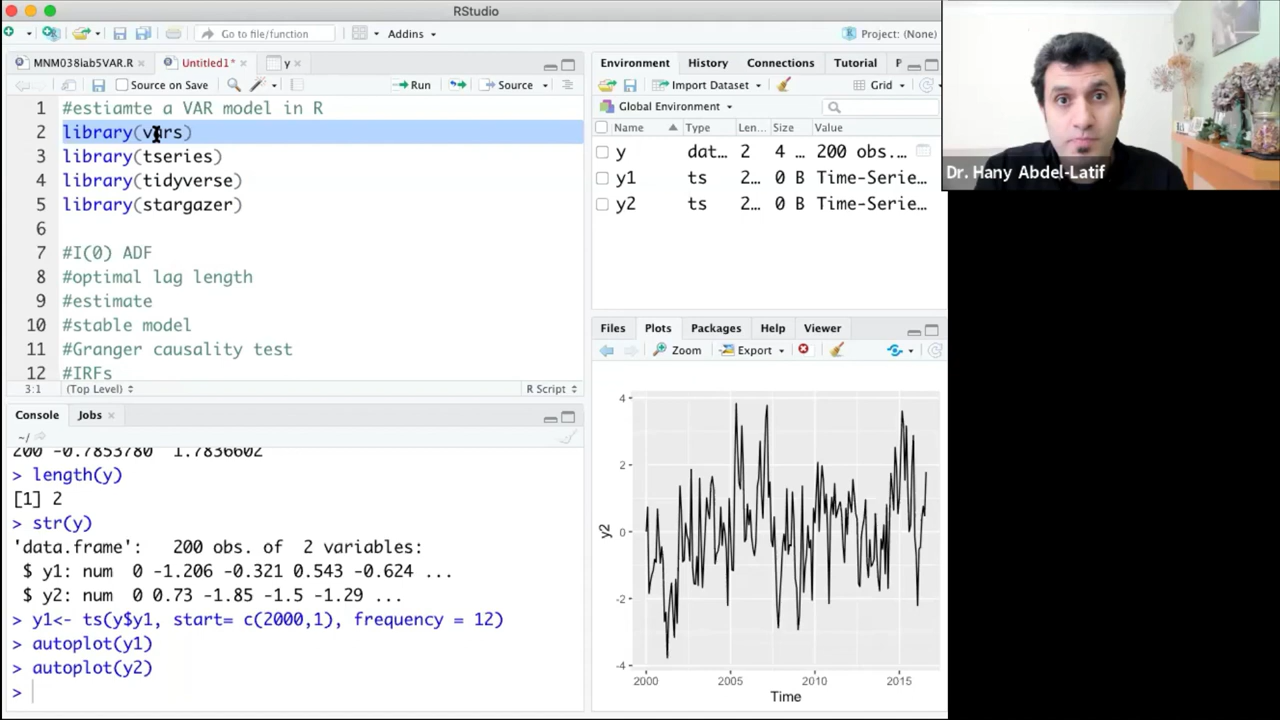 RStudio
Go to file/function
Addins
Project: (None)
MNM038lab5VAR.R
Untitled1*
y
Source on Save
Run
Source
1 #estiamte a VAR model in R
2 library(vars)
3 library(tseries)
4 library(tidyverse)
5 library(stargazer)
6
7 #I(0) ADF
8 #optimal lag length
9 #estimate
10 #stable model
11 #Granger causality test
12 #IRFs
3:1 (Top Level) R Script
Console Jobs
~/
200 -0.7853780 1.7836602
> length(y)
[1] 2
> str(y)
'data.frame': 200 obs. of 2 variables:
$ y1: num 0 -1.206 -0.321 0.543 -0.624 ...
$ y2: num 0 0.73 -1.85 -1.5 -1.29 ...
> y1<- ts(y$y1, start= c(2000,1), frequency = 12)
> autoplot(y1)
> autoplot(y2)
>
Environment History Connections Tutorial P
Import Dataset Grid
Global Environment
Name Type Len... Size Value
y dat... 2 4 ... 200 obs....
y1 ts 2... 0 B Time-Serie...
y2 ts 2... 0 B Time-Serie...
Files Plots Packages Help Viewer
Zoom Export
4
2
0
-2
-4
y2
2000 2005 2010 2015
Time
Dr. Hany Abdel-Latif